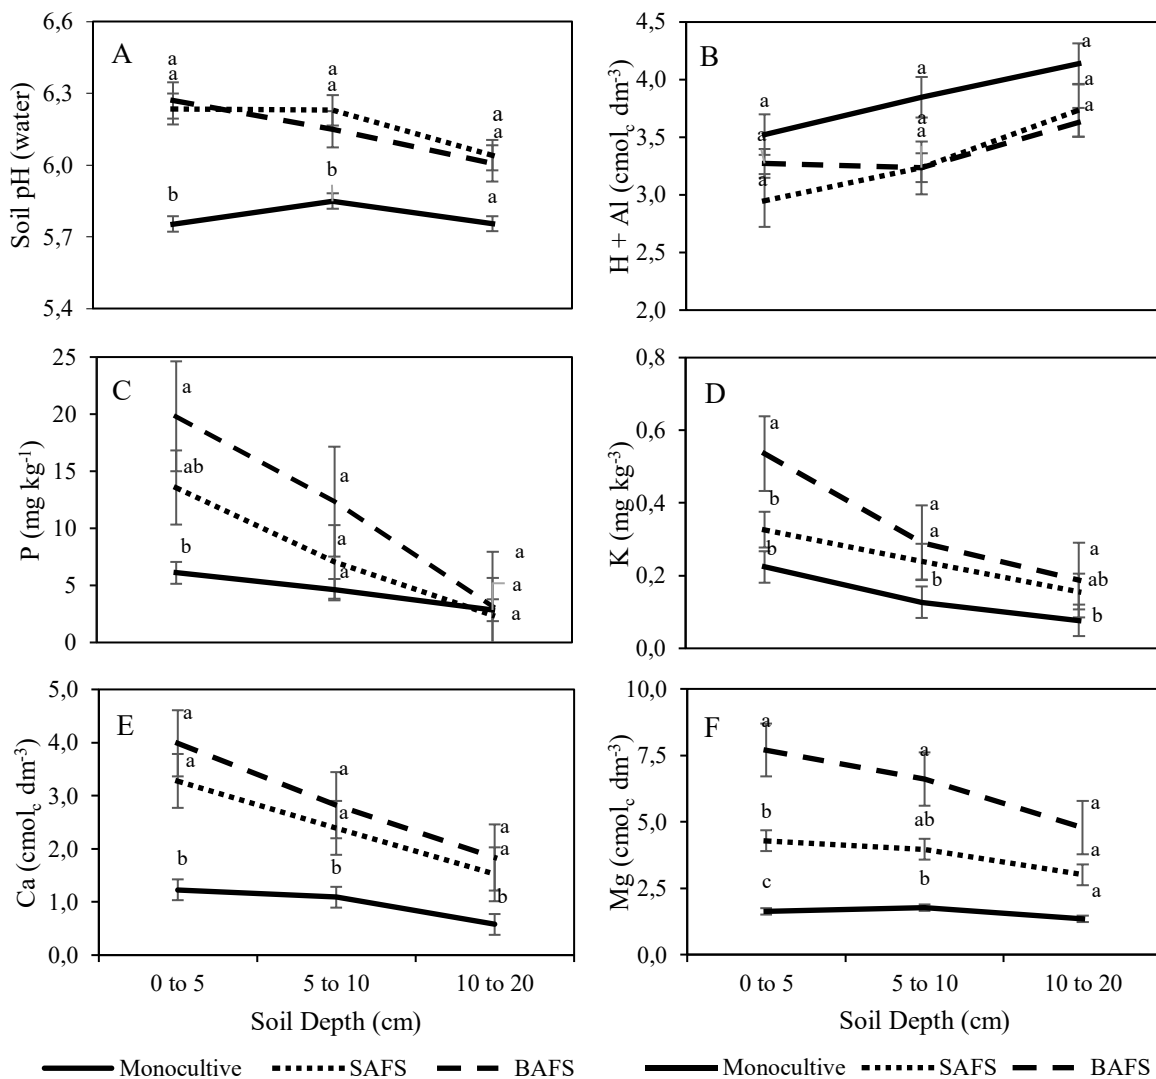 A
Soil pH (water)
6,6
6,3
6,0
5,7
5,4
a
a
a
a
a
a
b
b
a
B
H + Al (cmolc dm-3)
4,5
4,0
3,5
3,0
2,5
2,0
a
a
a
a
a
a
a
a
a
C
P (mg kg-1)
25
20
15
10
5
0
a
ab
b
a
a
a
a
a
a
D
K (mg kg-3)
0,8
0,6
0,4
0,2
0,0
a
b
b
a
a
b
a
ab
b
E
Ca (cmolc dm-3)
5,0
4,0
3,0
2,0
1,0
0,0
a
a
b
a
a
b
a
a
b
0 to 5 5 to 10 10 to 20
Soil Depth (cm)
F
Mg (cmolc dm-3)
10,0
7,5
5,0
2,5
0,0
a
b
c
a
ab
b
a
a
a
0 to 5 5 to 10 10 to 20
Soil Depth (cm)
Monocultive SAFS BAFS
Monocultive SAFS BAFS